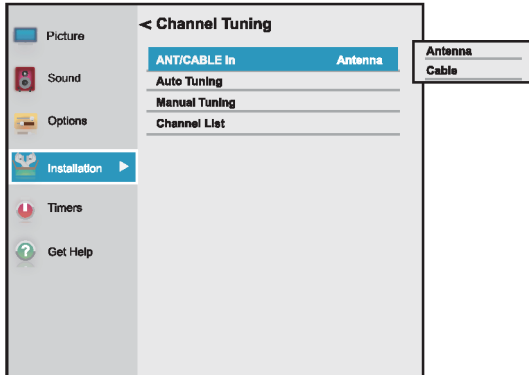 Picture
Sound
Options
Installation
Timers
Get Help
< Channel Tuning
ANT/CABLE In Antenna
Auto Tuning
Manual Tuning
Channel List
Antenna
Cable